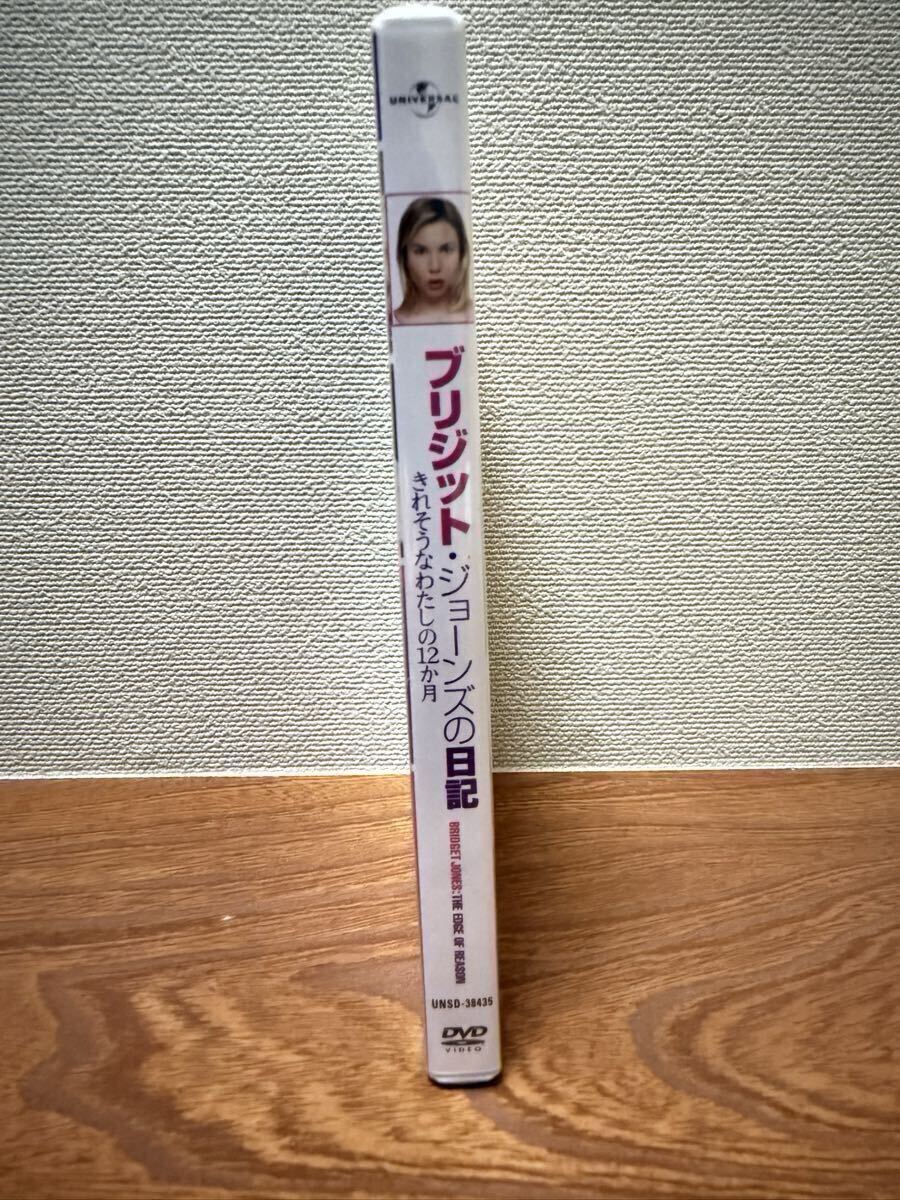 UNIVERSAL
ブリジット・ジョーンズの日記
きれそうなわたしの12か月
BRIDGET JONES:THE EDGE OF REASON
UNSD-38435
DVD
VIDEO